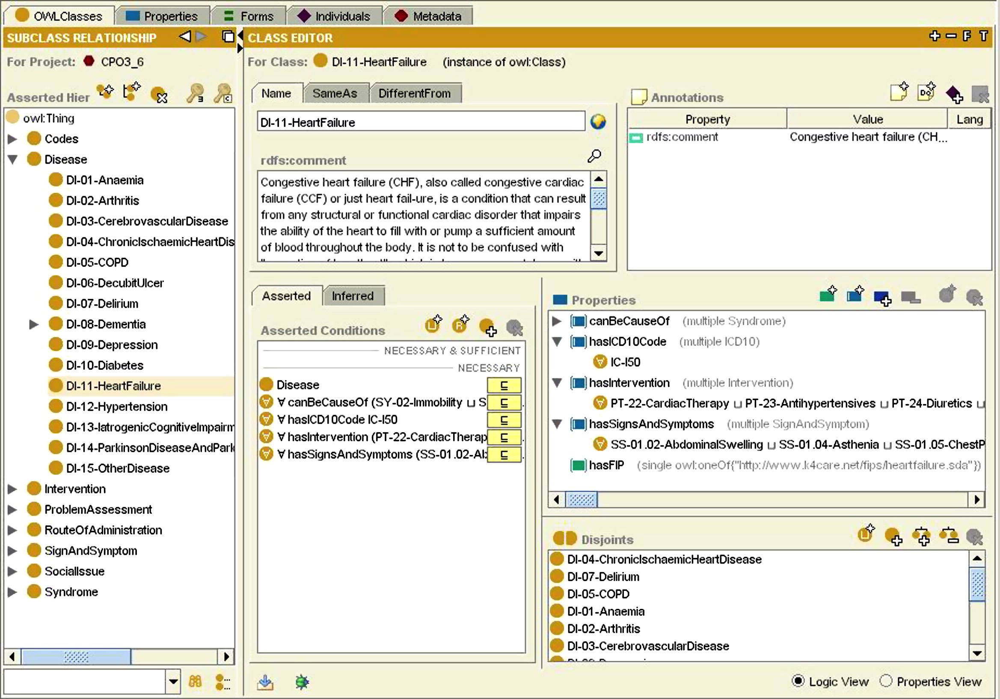 OWLClasses Properties Forms Individuals Metadata
SUBCLASS RELATIONSHIP
For Project: CPO3_6
Asserted Hier
owl:Thing
Codes
Disease
DI-01-Anaemia
DI-02-Arthritis
DI-03-CerebrovascularDisease
DI-04-ChronicIschaemicHeartDis
DI-05-COPD
DI-06-DecubitUlcer
DI-07-Delirium
DI-08-Dementia
DI-09-Depression
DI-10-Diabetes
DI-11-HeartFailure
DI-12-Hypertension
DI-13-IatrogenicCognitiveImpairm
DI-14-ParkinsonDiseaseAndPark
DI-15-OtherDisease
Intervention
ProblemAssessment
RouteOfAdministration
SignAndSymptom
SocialIssue
Syndrome
CLASS EDITOR
F T
For Class: DI-11-HeartFailure (instance of owl:Class)
Name SameAs DifferentFrom
DI-11-HeartFailure
rdfs:comment
Congestive heart failure (CHF), also called congestive cardiac
failure (CCF) or just heart fail-ure, is a condition that can result
from any structural or functional cardiac disorder that impairs
the ability of the heart to fill with or pump a sufficient amount
of blood throughout the body. It is not to be confused with
Annotations
Property Value Lang
rdfs:comment Congestive heart failure (CH...
Asserted Inferred
Asserted Conditions
NECESSARY & SUFFICIENT
NECESSARY
Disease ⊑
∀ canBeCauseOf (SY-02-Immobility ⊔ S ⊑
∀ hasICD10Code IC-I50 ⊑
∀ hasIntervention (PT-22-CardiacTherap ⊑
∀ hasSignsAndSymptoms (SS-01.02-Ab ⊑
Properties
canBeCauseOf (multiple Syndrome)
hasICD10Code (multiple ICD10)
IC-I50
hasIntervention (multiple Intervention)
PT-22-CardiacTherapy ⊔ PT-23-Antihypertensives ⊔ PT-24-Diuretics ⊔
hasSignsAndSymptoms (multiple SignAndSymptom)
SS-01.02-AbdominalSwelling ⊔ SS-01.04-Asthenia ⊔ SS-01.05-ChestP
hasFIP (single owl:oneOf{"http://www.k4care.net/fips/heartfailure.sda"})
Disjoints
DI-04-ChronicIschaemicHeartDisease
DI-07-Delirium
DI-05-COPD
DI-01-Anaemia
DI-02-Arthritis
DI-03-CerebrovascularDisease
Logic View Properties View